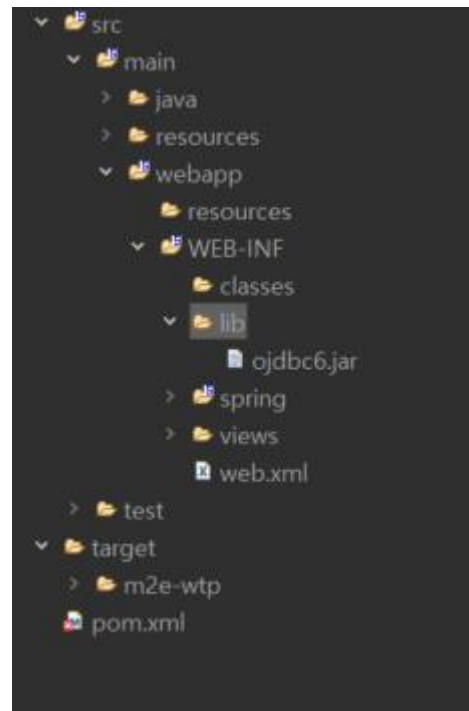 src
main
java
resources
webapp
resources
WEB-INF
classes
lib
ojdbc6.jar
spring
views
web.xml
test
target
m2e-wtp
pom.xml